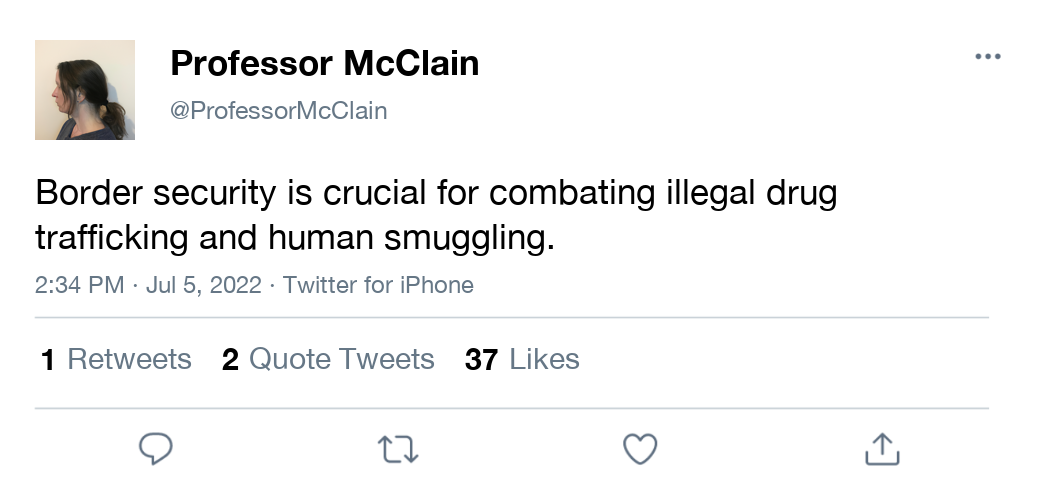 Professor McClain
@ProfessorMcClain
Border security is crucial for combating illegal drug
trafficking and human smuggling.
2:34 PM · Jul 5, 2022 · Twitter for iPhone
1 Retweets 2 Quote Tweets 37 Likes